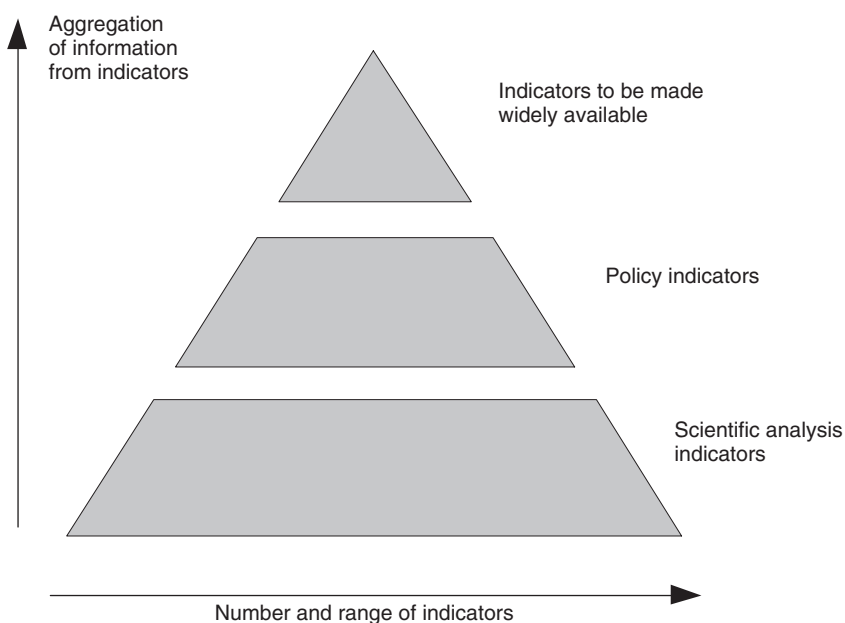 Aggregation
of information
from indicators
Indicators to be made
widely available
Policy indicators
Scientific analysis
indicators
Number and range of indicators